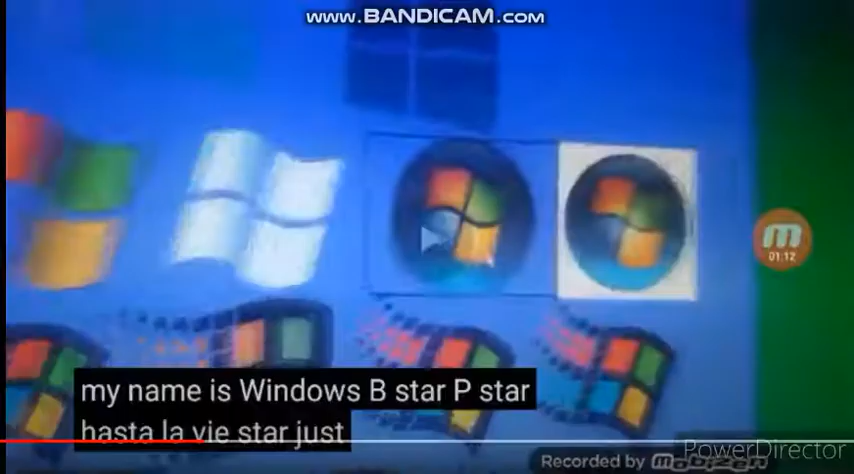 www.BANDICAM.com
01:12
my name is Windows B star P star
hasta la vie star just
PowerDirector
Recorded by mobizen